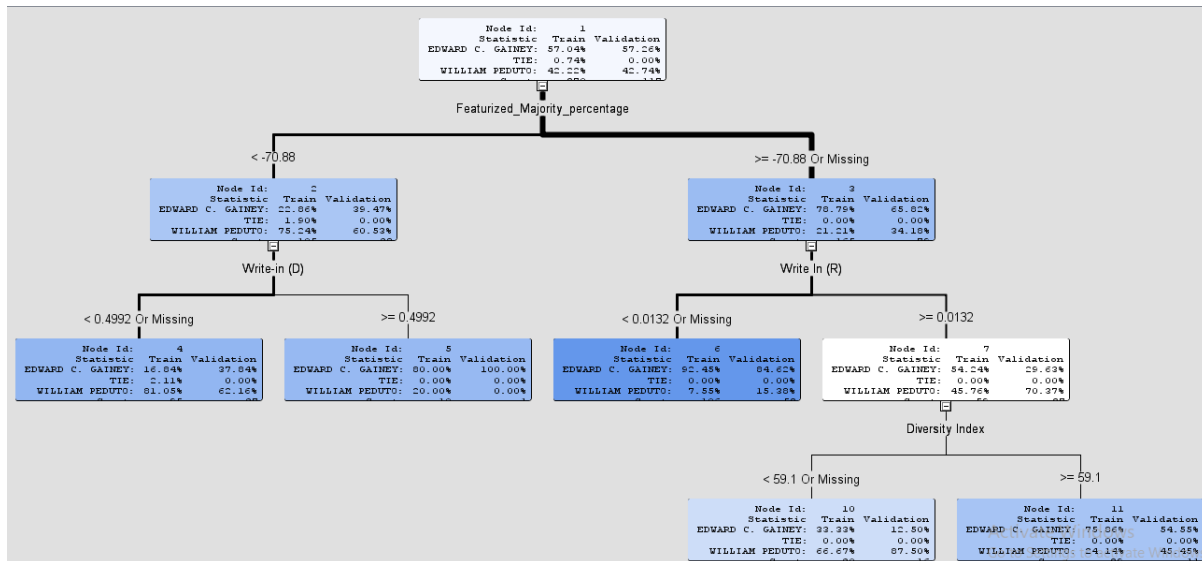 Node Id: 1
Statistic Train Validation
EDWARD C. GAINEY: 57.04% 57.26%
TIE: 0.74% 0.00%
WILLIAM PEDUTO: 42.22% 42.74%
Featurized_Majority_percentage
< -70.88
>= -70.88 Or Missing
Node Id: 2
Statistic Train Validation
EDWARD C. GAINEY: 22.86% 39.47%
TIE: 1.90% 0.00%
WILLIAM PEDUTO: 75.24% 60.53%
Node Id: 3
Statistic Train Validation
EDWARD C. GAINEY: 78.79% 65.82%
TIE: 0.00% 0.00%
WILLIAM PEDUTO: 21.21% 34.18%
Write-in (D)
Write In (R)
< 0.4992 Or Missing
>= 0.4992
< 0.0132 Or Missing
>= 0.0132
Node Id: 4
Statistic Train Validation
EDWARD C. GAINEY: 16.84% 37.84%
TIE: 2.11% 0.00%
WILLIAM PEDUTO: 81.05% 62.16%
Node Id: 5
Statistic Train Validation
EDWARD C. GAINEY: 80.00% 100.00%
TIE: 0.00% 0.00%
WILLIAM PEDUTO: 20.00% 0.00%
Node Id: 6
Statistic Train Validation
EDWARD C. GAINEY: 92.45% 84.62%
TIE: 0.00% 0.00%
WILLIAM PEDUTO: 7.55% 15.38%
Node Id: 7
Statistic Train Validation
EDWARD C. GAINEY: 54.24% 29.63%
TIE: 0.00% 0.00%
WILLIAM PEDUTO: 45.76% 70.37%
Diversity Index
< 59.1 Or Missing
>= 59.1
Node Id: 10
Statistic Train Validation
EDWARD C. GAINEY: 33.33% 12.50%
TIE: 0.00% 0.00%
WILLIAM PEDUTO: 66.67% 87.50%
Node Id: 11
Statistic Train Validation
EDWARD C. GAINEY: 75.86% 54.55%
TIE: 0.00% 0.00%
WILLIAM PEDUTO: 24.14% 45.45%